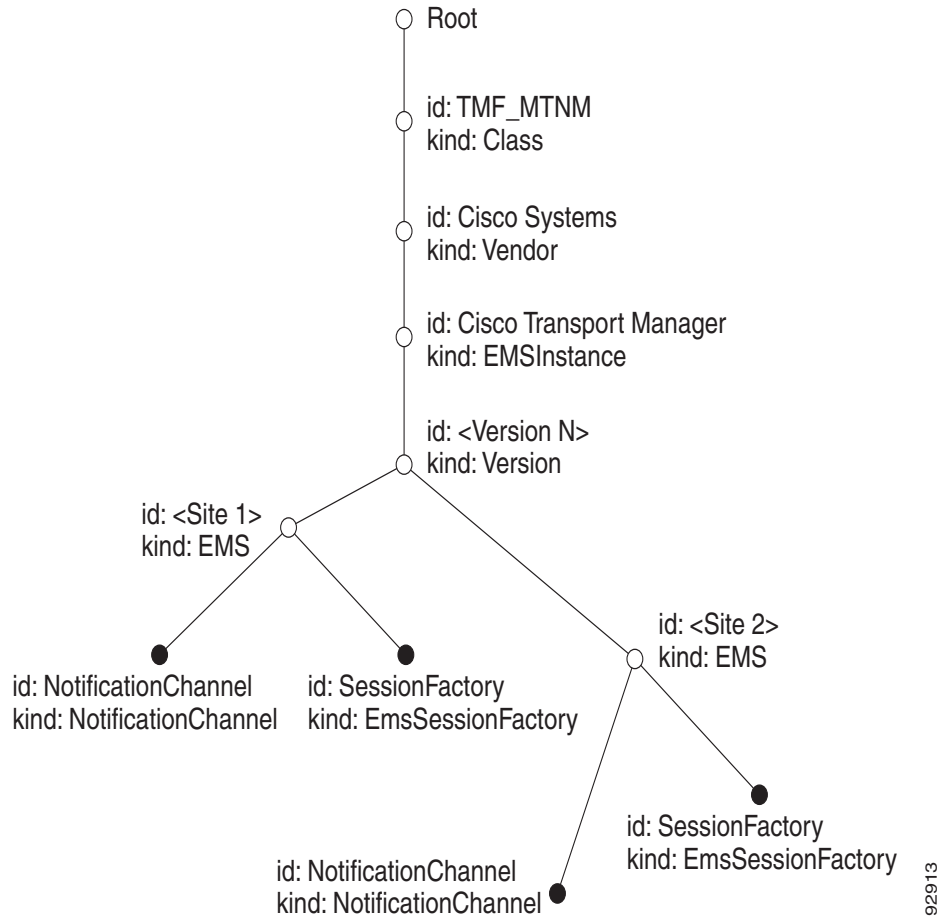 Root
id: TMF_MTNM
kind: Class
id: Cisco Systems
kind: Vendor
id: Cisco Transport Manager
kind: EMSInstance
id: <Version N>
kind: Version
id: <Site 1>
kind: EMS
id: <Site 2>
kind: EMS
id: NotificationChannel
kind: NotificationChannel
id: SessionFactory
kind: EmsSessionFactory
id: SessionFactory
kind: EmsSessionFactory
id: NotificationChannel
kind: NotificationChannel
92913